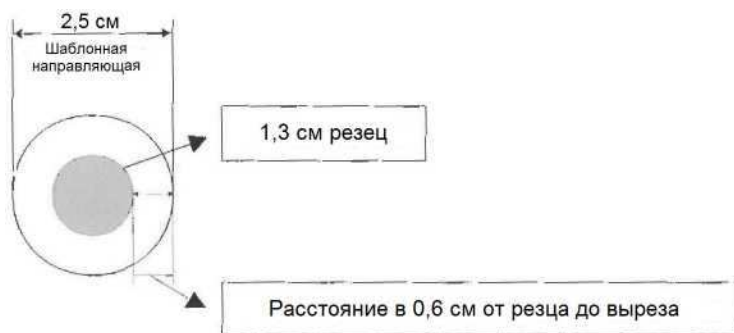 2,5 см
Шаблонная
направляющая
1,3 см резец
Расстояние в 0,6 см от резца до выреза